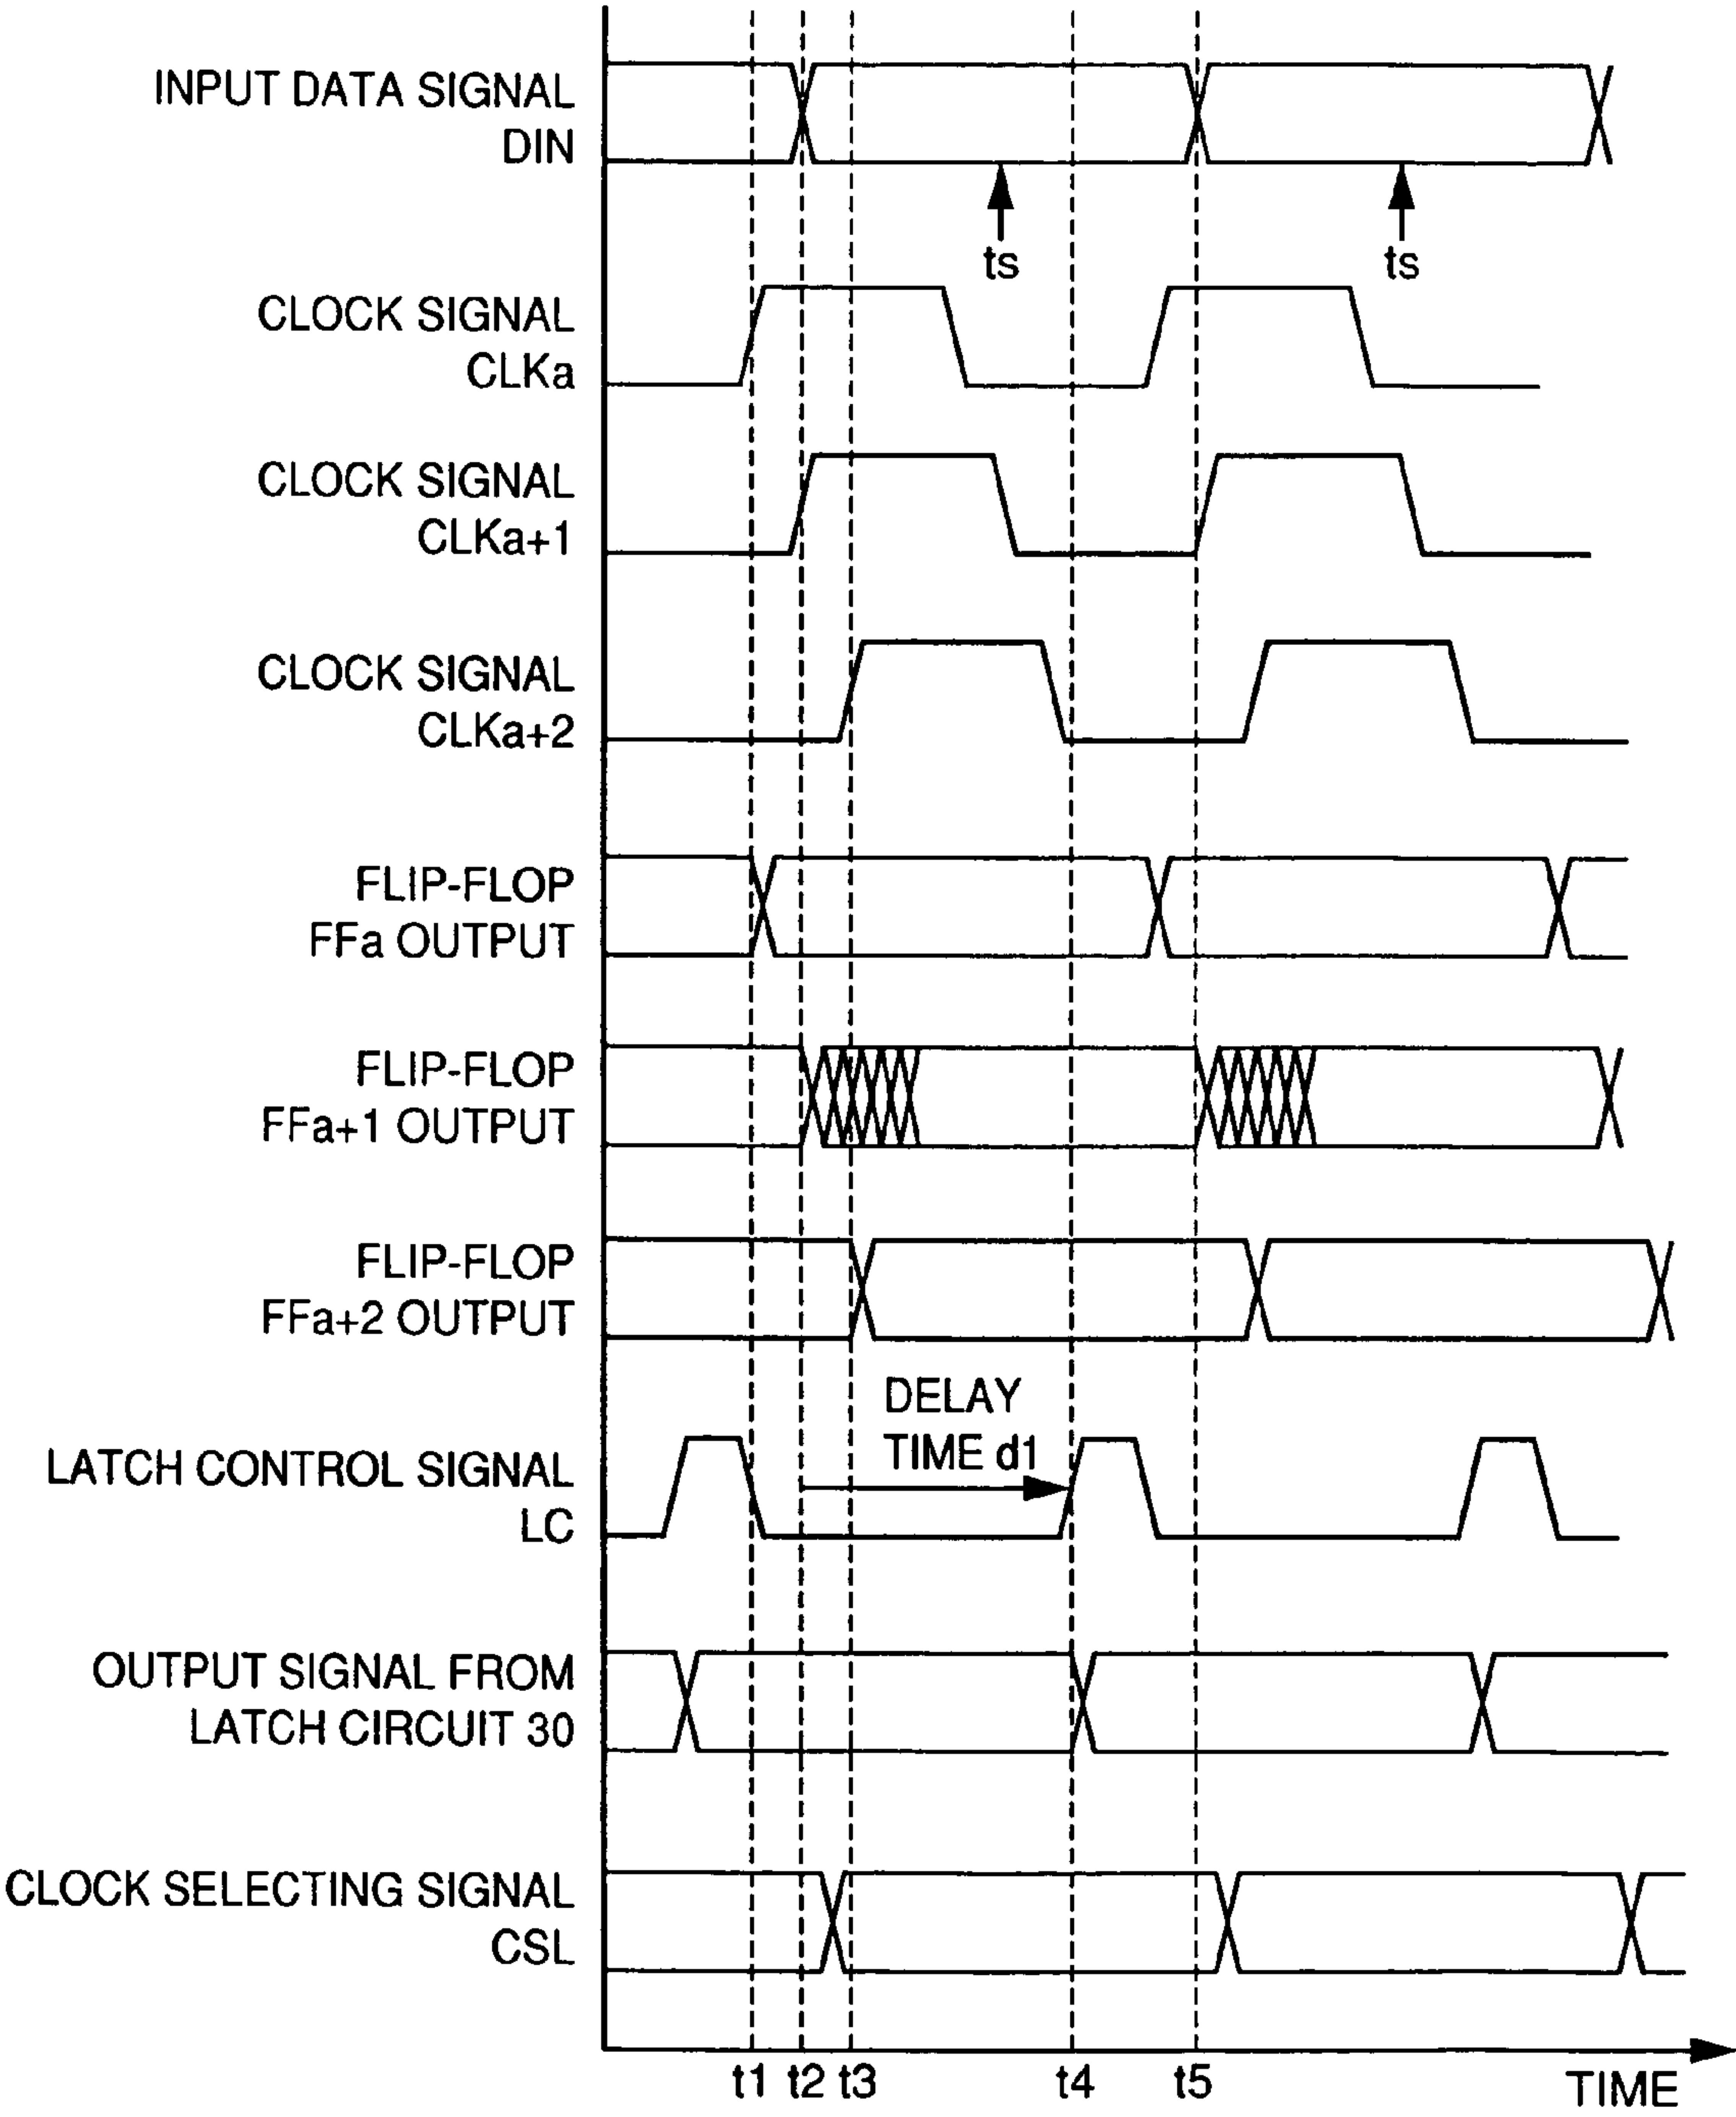 INPUT DATA SIGNAL
DIN
ts
ts
CLOCK SIGNAL
CLKa
CLOCK SIGNAL
CLKa+1
CLOCK SIGNAL
CLKa+2
FLIP-FLOP
FFa OUTPUT
FLIP-FLOP
FFa+1 OUTPUT
FLIP-FLOP
FFa+2 OUTPUT
DELAY
TIME d1
LATCH CONTROL SIGNAL
LC
OUTPUT SIGNAL FROM
LATCH CIRCUIT 30
CLOCK SELECTING SIGNAL
CSL
t1 t2 t3 t4 t5 TIME